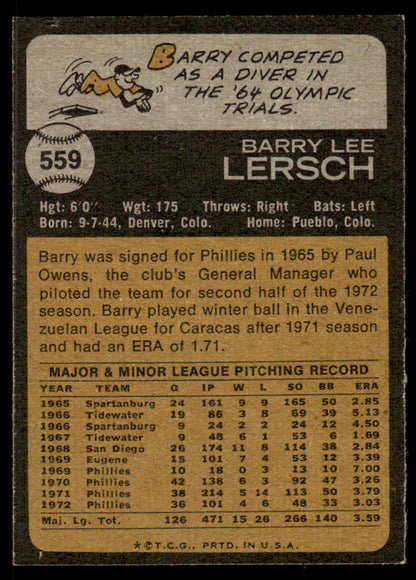 BARRY COMPETED
AS A DIVER IN
THE '64 OLYMPIC
TRIALS.
559
BARRY LEE
LERSCH
Hgt: 6'0" Wgt: 175 Throws: Right Bats: Left
Born: 9-7-44, Denver, Colo. Home: Pueblo, Colo.
Barry was signed for Phillies in 1965 by Paul
Owens, the club's General Manager who
piloted the team for second half of the 1972
season. Barry played winter ball in the Vene-
zuelan League for Caracas after 1971 season
and had an ERA of 1.71.
MAJOR & MINOR LEAGUE PITCHING RECORD
YEAR TEAM G IP W L SO BB ERA
1965 Spartanburg 24 161 9 9 165 50 2.85
1966 Tidewater 19 86 3 8 69 39 5.13
1966 Spartanburg 9 24 2 2 24 12 4.50
1967 Tidewater 9 48 6 1 53 6 1.69
1968 San Diego 26 174 11 8 114 38 2.84
1969 Eugene 15 101 7 4 53 12 3.39
1969 Phillies 10 18 0 3 13 10 7.00
1970 Phillies 42 138 6 3 92 47 3.26
1971 Phillies 38 214 5 14 113 50 3.79
1972 Phillies 36 101 4 6 48 33 3.03
Maj. Lg. Tot. 126 471 15 26 266 140 3.59
*©T.C.G., PRTD. IN U.S.A.